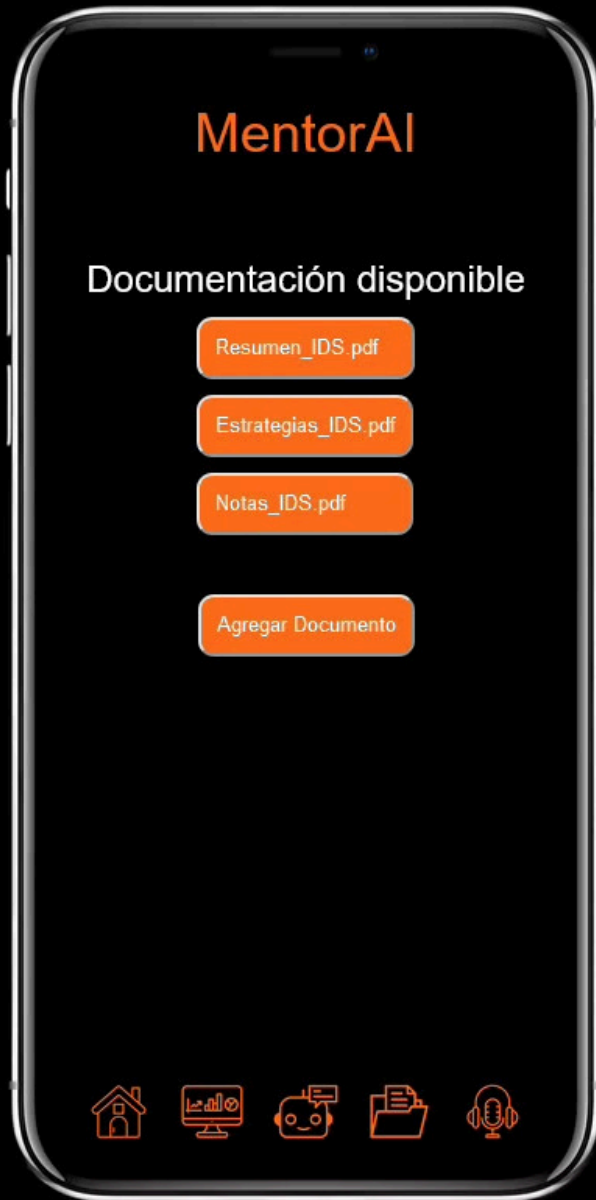 MentorAI
Documentación disponible
Resumen_IDS.pdf
Estrategias_IDS.pdf
Notas_IDS.pdf
Agregar Documento